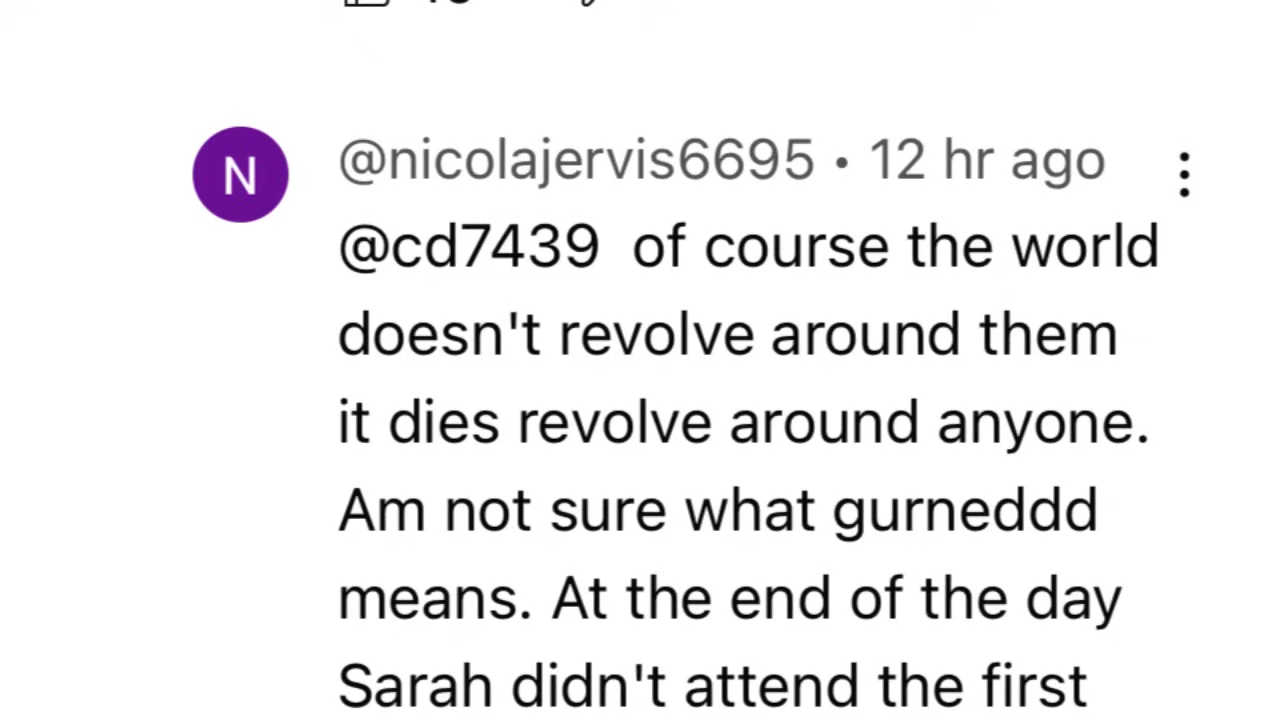 N
@nicolajervis6695 • 12 hr ago
@cd7439 of course the world
doesn't revolve around them
it dies revolve around anyone.
Am not sure what gurneddd
means. At the end of the day
Sarah didn't attend the first